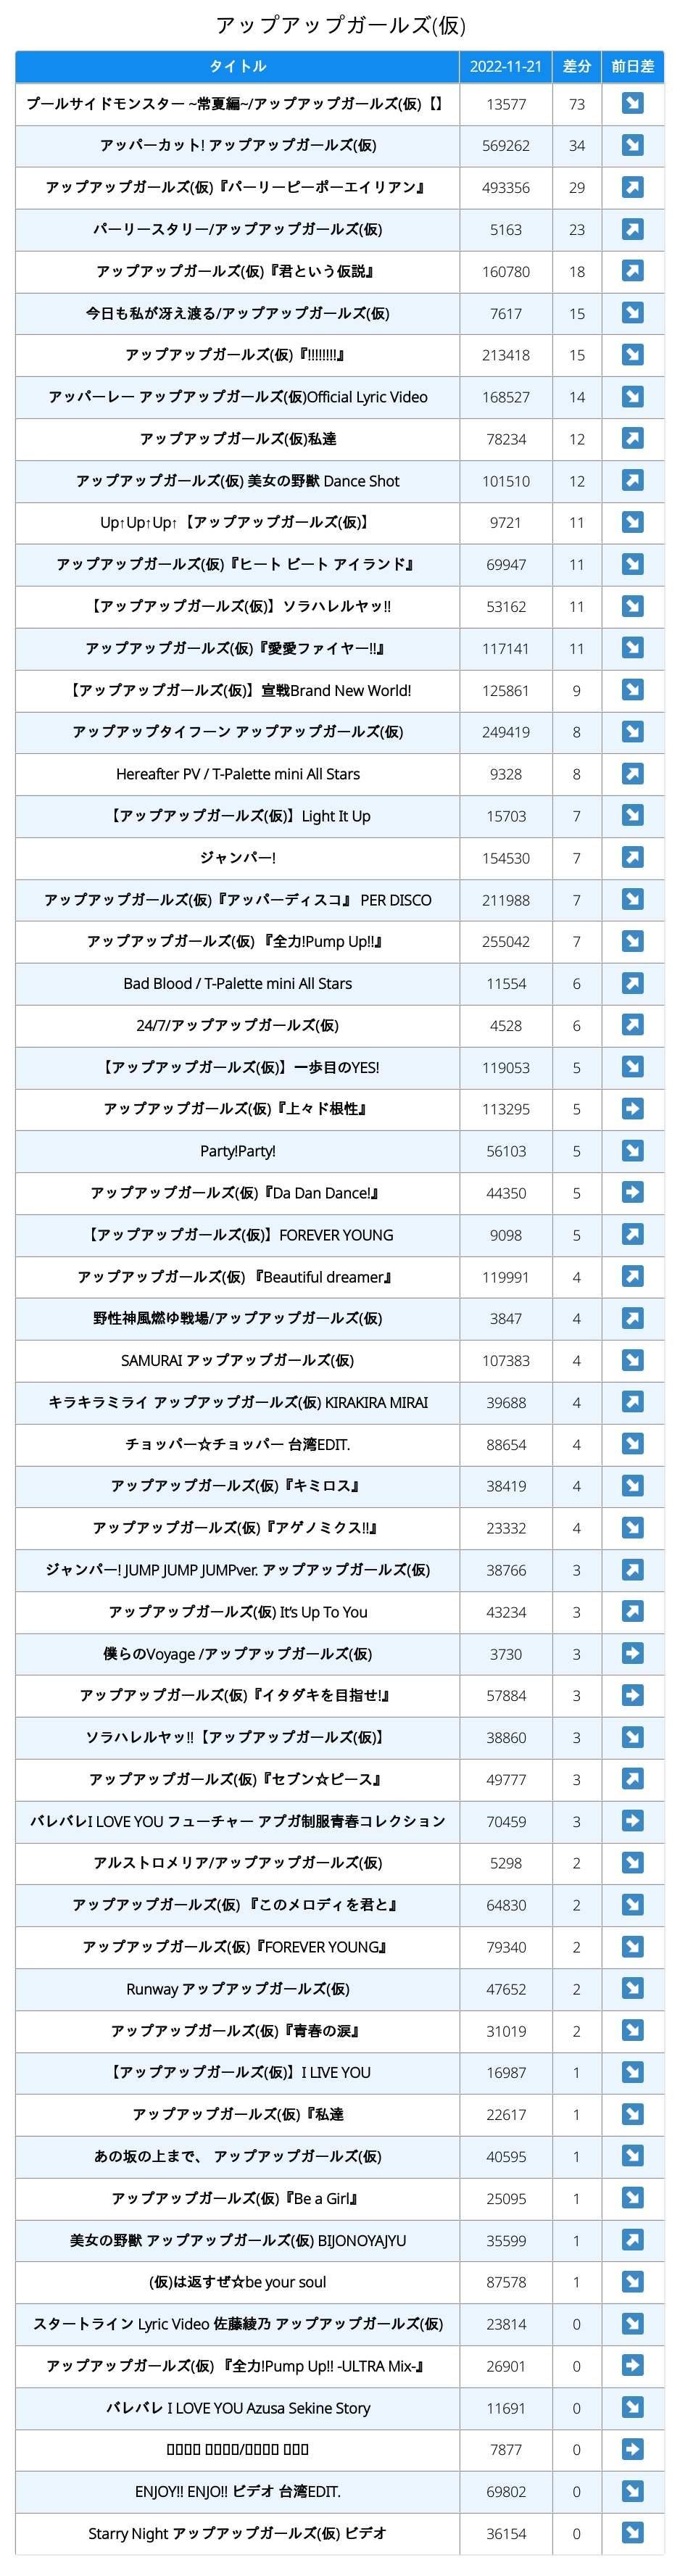 アップアップガールズ(仮)
タイトル 2022-11-21 差分 前日差
プールサイドモンスター ~常夏編~/アップアップガールズ(仮)【】 13577 73
アッパーカット! アップアップガールズ(仮) 569262 34
アップアップガールズ(仮)『パーリーピーポーエイリアン』 493356 29
パーリースタリー/アップアップガールズ(仮) 5163 23
アップアップガールズ(仮)『君という仮説』 160780 18
今日も私が冴え渡る/アップアップガールズ(仮) 7617 15
アップアップガールズ(仮)『!!!!!!!!』 213418 15
アッパーレー アップアップガールズ(仮)Official Lyric Video 168527 14
アップアップガールズ(仮)私達 78234 12
アップアップガールズ(仮) 美女の野獣 Dance Shot 101510 12
Up↑Up↑Up↑【アップアップガールズ(仮)】 9721 11
アップアップガールズ(仮)『ヒート ビート アイランド』 69947 11
【アップアップガールズ(仮)】ソラハレルヤッ!! 53162 11
アップアップガールズ(仮)『愛愛ファイヤー!!』 117141 11
【アップアップガールズ(仮)】宣戦Brand New World! 125861 9
アップアップタイフーン アップアップガールズ(仮) 249419 8
Hereafter PV / T-Palette mini All Stars 9328 8
【アップアップガールズ(仮)】Light It Up 15703 7
ジャンパー! 154530 7
アップアップガールズ(仮)『アッパーディスコ』 PER DISCO 211988 7
アップアップガールズ(仮) 『全力!Pump Up!!』 255042 7
Bad Blood / T-Palette mini All Stars 11554 6
24/7/アップアップガールズ(仮) 4528 6
【アップアップガールズ(仮)】一歩目のYES! 119053 5
アップアップガールズ(仮)『上々ド根性』 113295 5
Party!Party! 56103 5
アップアップガールズ(仮)『Da Dan Dance!』 44350 5
【アップアップガールズ(仮)】FOREVER YOUNG 9098 5
アップアップガールズ(仮) 『Beautiful dreamer』 119991 4
野性神風燃ゆ戦場/アップアップガールズ(仮) 3847 4
SAMURAI アップアップガールズ(仮) 107383 4
キラキラミライ アップアップガールズ(仮) KIRAKIRA MIRAI 39688 4
チョッパー☆チョッパー 台湾EDIT. 88654 4
アップアップガールズ(仮)『キミロス』 38419 4
アップアップガールズ(仮)『アゲノミクス!!』 23332 4
ジャンパー! JUMP JUMP JUMPver. アップアップガールズ(仮) 38766 3
アップアップガールズ(仮) It's Up To You 43234 3
僕らのVoyage /アップアップガールズ(仮) 3730 3
アップアップガールズ(仮)『イタダキを目指せ!』 57884 3
ソラハレルヤッ!!【アップアップガールズ(仮)】 38860 3
アップアップガールズ(仮)『セブン☆ピース』 49777 3
バレバレI LOVE YOU フューチャー アプガ制服青春コレクション 70459 3
アルストロメリア/アップアップガールズ(仮) 5298 2
アップアップガールズ(仮) 『このメロディを君と』 64830 2
アップアップガールズ(仮)『FOREVER YOUNG』 79340 2
Runway アップアップガールズ(仮) 47652 2
アップアップガールズ(仮)『青春の涙』 31019 2
【アップアップガールズ(仮)】I LIVE YOU 16987 1
アップアップガールズ(仮)『私達 22617 1
あの坂の上まで、 アップアップガールズ(仮) 40595 1
アップアップガールズ(仮)『Be a Girl』 25095 1
美女の野獣 アップアップガールズ(仮) BIJONOYAJYU 35599 1
(仮)は返すぜ☆be your soul 87578 1
スタートライン Lyric Video 佐藤綾乃 アップアップガールズ(仮) 23814 0
アップアップガールズ(仮) 『全力!Pump Up!! -ULTRA Mix-』 26901 0
バレバレ I LOVE YOU Azusa Sekine Story 11691 0
7877 0
ENJOY!! ENJO!! ビデオ 台湾EDIT. 69802 0
Starry Night アップアップガールズ(仮) ビデオ 36154 0